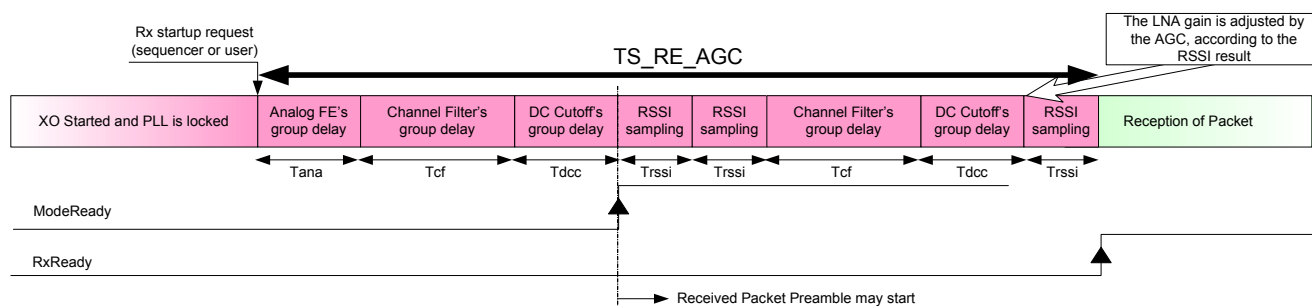 Rx startup request
(sequencer or user)
TS_RE_AGC
The LNA gain is adjusted by
the AGC, according to the
RSSI result
XO Started and PLL is locked
Analog FE's
group delay
Channel Filter's
group delay
DC Cutoff's
group delay
RSSI
sampling
RSSI
sampling
Channel Filter's
group delay
DC Cutoff's
group delay
RSSI
sampling
Reception of Packet
Tana
Tcf
Tdcc
Trssi
Trssi
Tcf
Tdcc
Trssi
ModeReady
RxReady
Received Packet Preamble may start